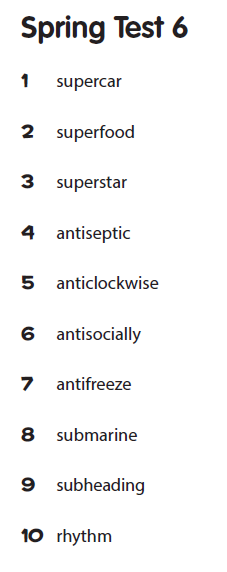 Spring Test 6
1 supercar
2 superfood
3 superstar
4 antiseptic
5 anticlockwise
6 antisocially
7 antifreeze
8 submarine
9 subheading
10 rhythm